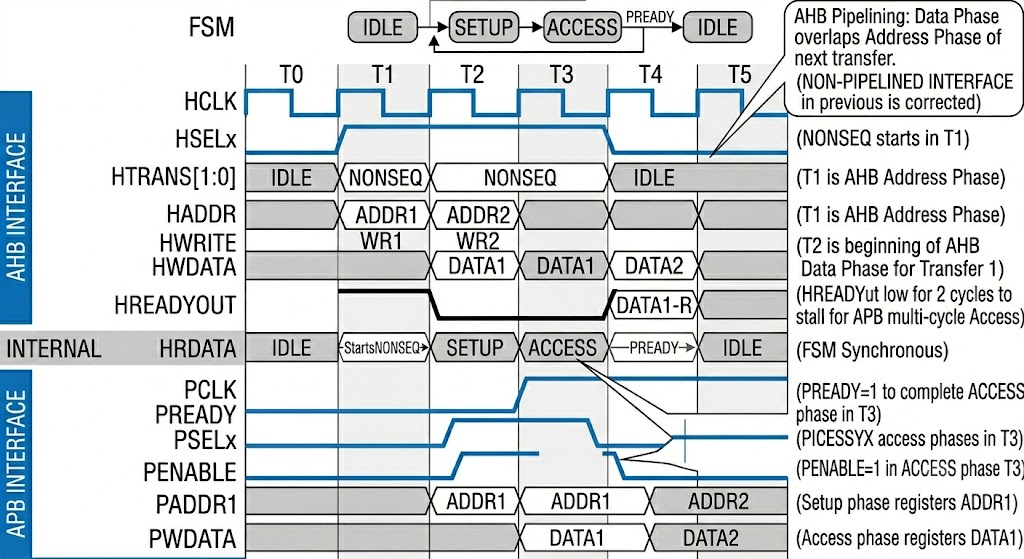 FSM IDLE SETUP ACCESS PREADY IDLE
AHB Pipelining: Data Phase
overlaps Address Phase of
next transfer.
(NON-PIPELINED INTERFACE
in previous is corrected)
T0 T1 T2 T3 T4 T5
AHB INTERFACE
HCLK
HSELx (NONSEQ starts in T1)
HTRANS[1:0] IDLE NONSEQ NONSEQ IDLE (T1 is AHB Address Phase)
HADDR ADDR1 ADDR2 (T1 is AHB Address Phase)
HWRITE WR1 WR2 (T2 is beginning of AHB
HWDATA DATA1 DATA1 DATA2 Data Phase for Transfer 1)
HREADYOUT DATA1-R (HREADYut low for 2 cycles to
stall for APB multi-cycle Access)
INTERNAL HRDATA IDLE StartsNONSEQ SETUP ACCESS PREADY IDLE (FSM Synchronous)
APB INTERFACE
PCLK (PREADY=1 to complete ACCESS
PREADY phase in T3)
PSELx (PICESSYX access phases in T3)
PENABLE (PENABLE=1 in ACCESS phase T3)
PADDR1 ADDR1 ADDR1 ADDR2 (Setup phase registers ADDR1)
PWDATA DATA1 DATA2 (Access phase registers DATA1)